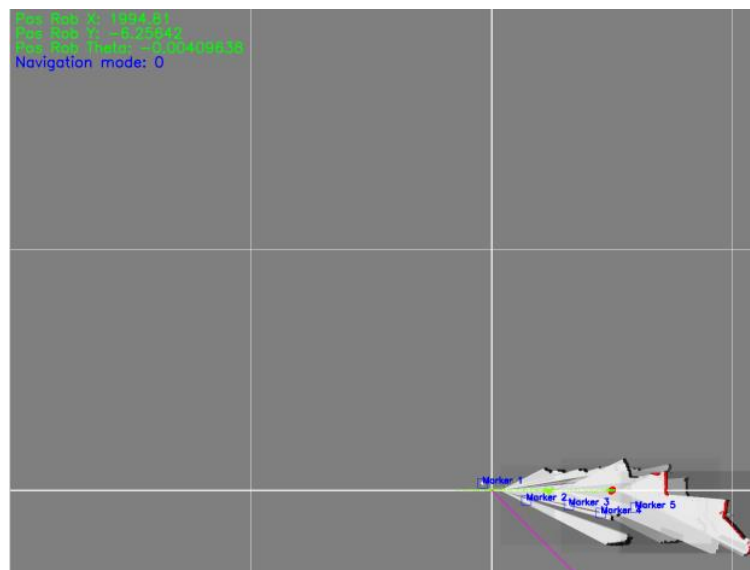 Pos Rob X: 1994.81
Pos Rob Y: -6.25642
Pos Rob Theta: -0.00409638
Navigation mode: 0
Marker 1
Marker 2
Marker 3
Marker 4
Marker 5